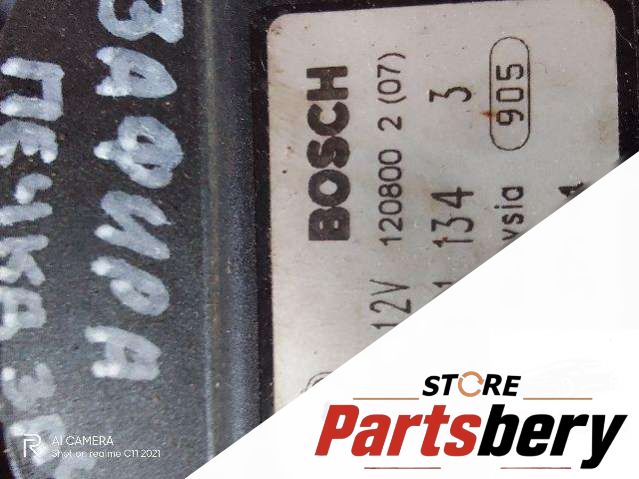 ЗАФИРА
ПЕЧКА ЗА
BOSCH
12V 120800 2 (07)
134 3
905
STORE
Partsbery
AI CAMERA
Shot on realme C11 2021